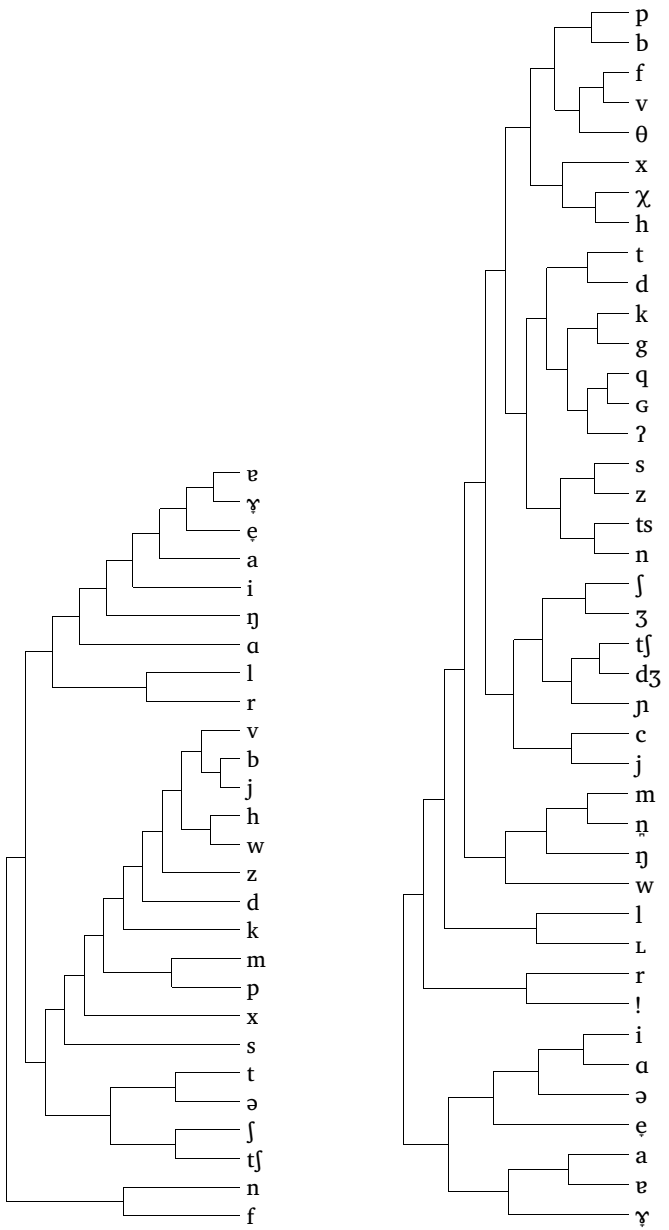 ɐ
ɤ̞
e̞
a
i
ŋ
ɑ
l
r
v
b
j
h
w
z
d
k
m
p
x
s
t
ə
ʃ
tʃ
n
f
p
b
f
v
θ
x
χ
h
t
d
k
g
q
ɢ
ʔ
s
z
ts
n
ʃ
ʒ
tʃ
dʒ
ɲ
c
j
m
n̪
ŋ
w
l
ʟ
r
!
i
ɑ
ə
e̞
a
ɐ
ɤ̞